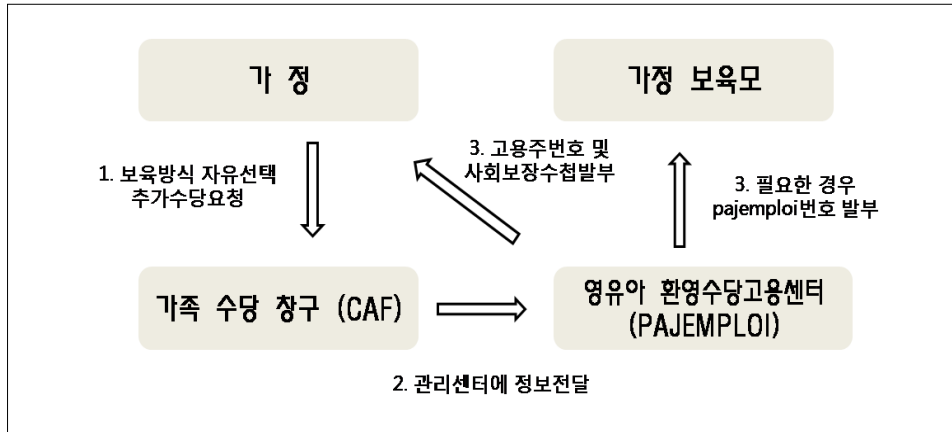 가 정
가정 보육모
1. 보육방식 자유선택
추가수당요청
3. 고용주번호 및
사회보장수첩발부
3. 필요한 경우
pajemploi번호 발부
가족 수당 창구 (CAF)
영유아 환영수당고용센터
(PAJEMPLOI)
2. 관리센터에 정보전달